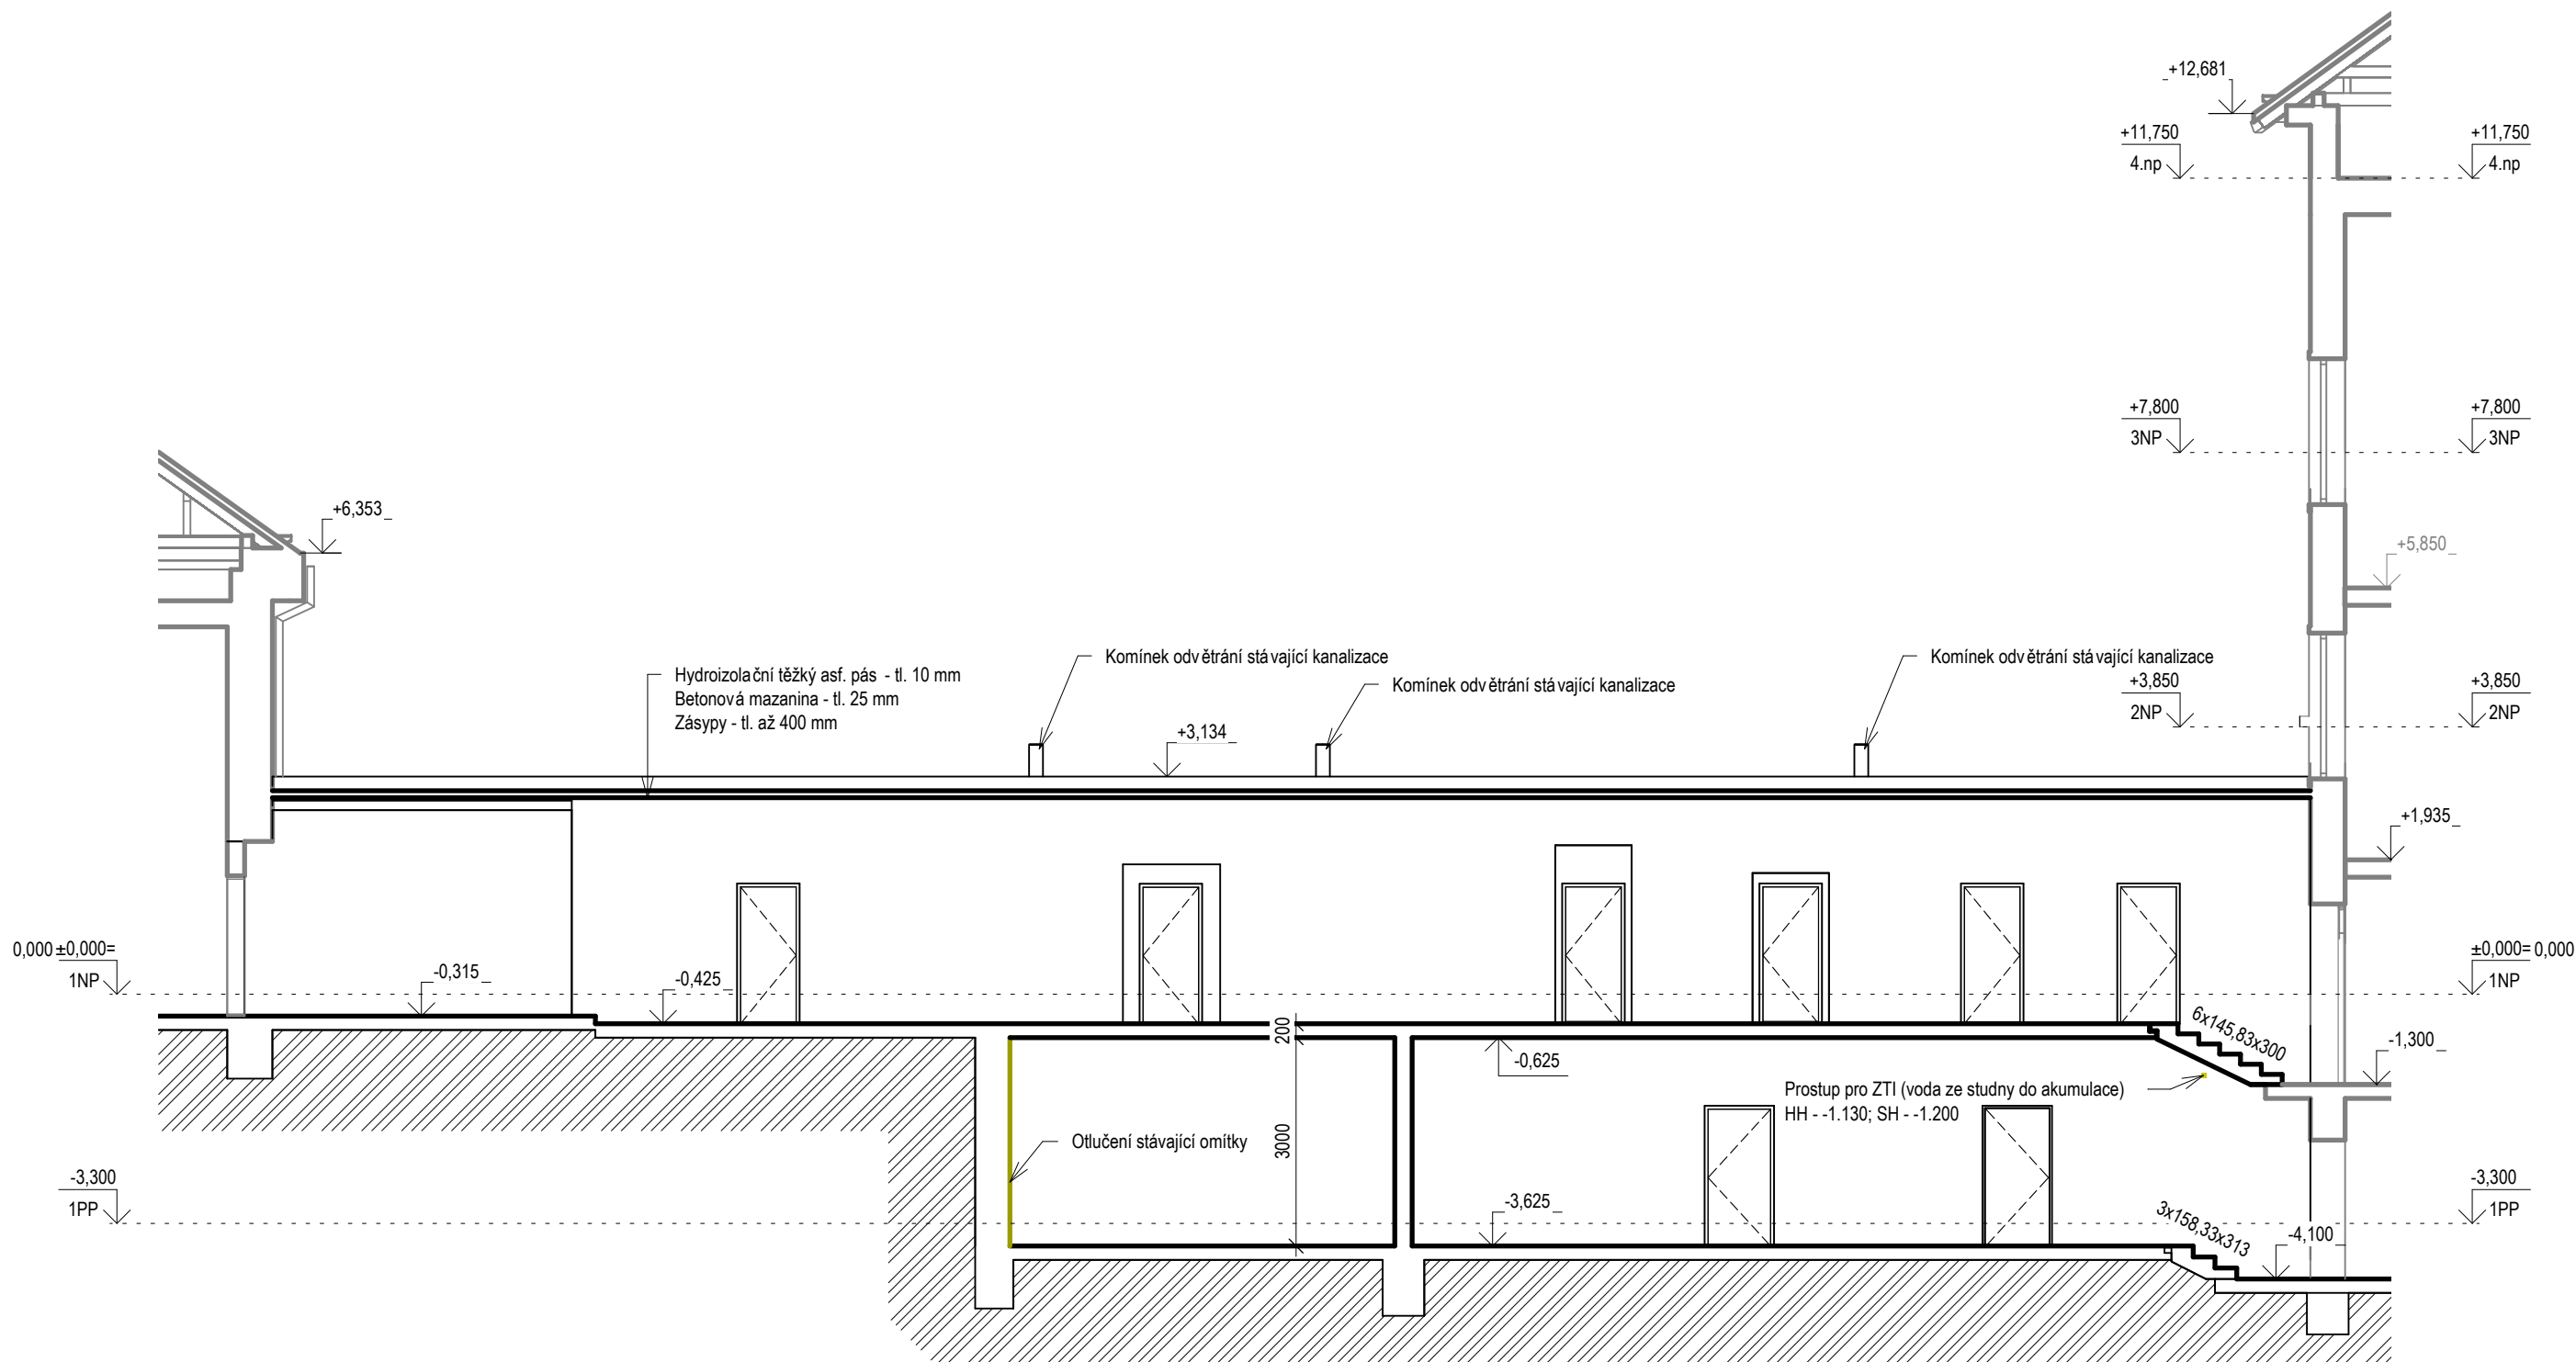 +12,681
+11,750
4.np
+11,750
4.np
+7,800
3NP
+7,800
3NP
+6,353
+5,850
Komínek odvětrání stávající kanalizace
Komínek odvětrání stávající kanalizace
Komínek odvětrání stávající kanalizace
Hydroizolační těžký asf. pás - tl. 10 mm
Betonová mazanina - tl. 25 mm
Zásypy - tl. až 400 mm
+3,850
2NP
+3,850
2NP
+3,134
+1,935
0,000 ±0,000=
1NP
±0,000= 0,000
1NP
-0,315
-0,425
200
6x145,83x300
-0,625
-1,300
Prostup pro ZTI (voda ze studny do akumulace)
HH - -1.130; SH - -1.200
Otlučení stávající omítky
3000
-3,300
1PP
-3,300
1PP
-3,625
3x158,33x313
-4,100